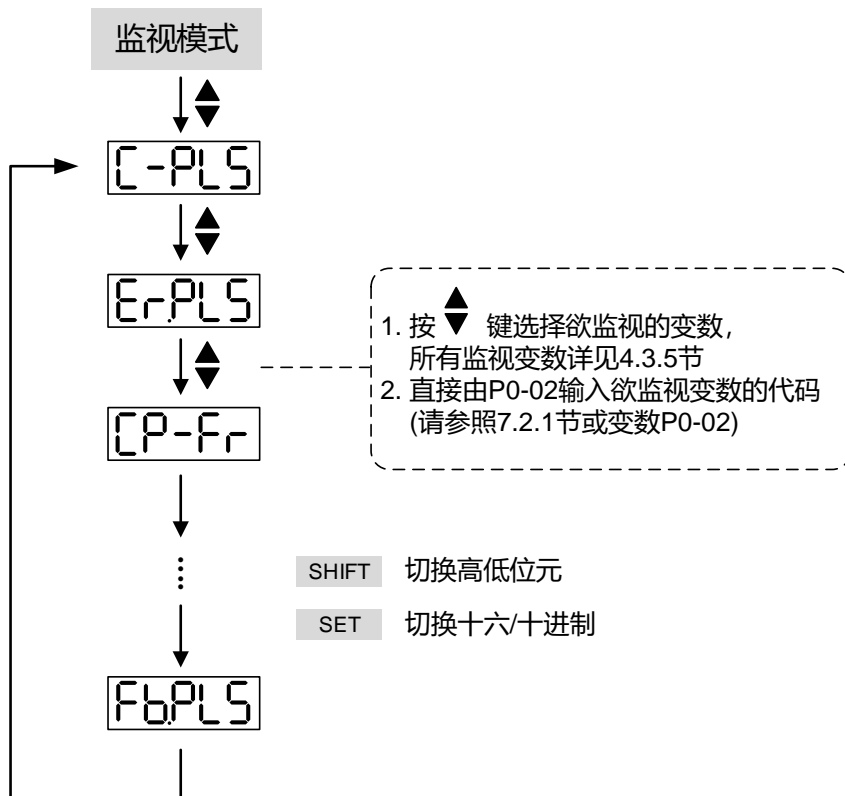 监视模式
C-PLS
Er.PLS
1. 按 键选择欲监视的变数，
所有监视变数详见4.3.5节
2. 直接由P0-02输入欲监视变数的代码
(请参照7.2.1节或变数P0-02)
CP-Fr
SHIFT 切换高低位元
SET 切换十六/十进制
Fb.PLS